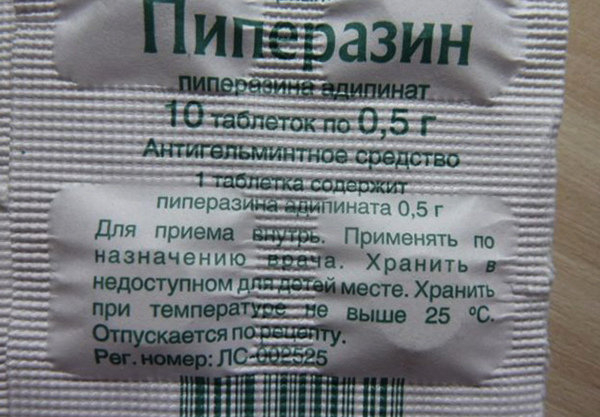 Пиперазин
пиперазина адипинат
10 таблеток по 0,5 г
Антигельминтное средство
1 таблетка содержит
пиперазина адипината 0,5 г
Для приема внутрь. Применять по
назначению врача. Хранить в
недоступном для детей месте. Хранить
при температуре не выше 25 ºС.
Отпускается по рецепту.
Рег. номер: ЛС-002525